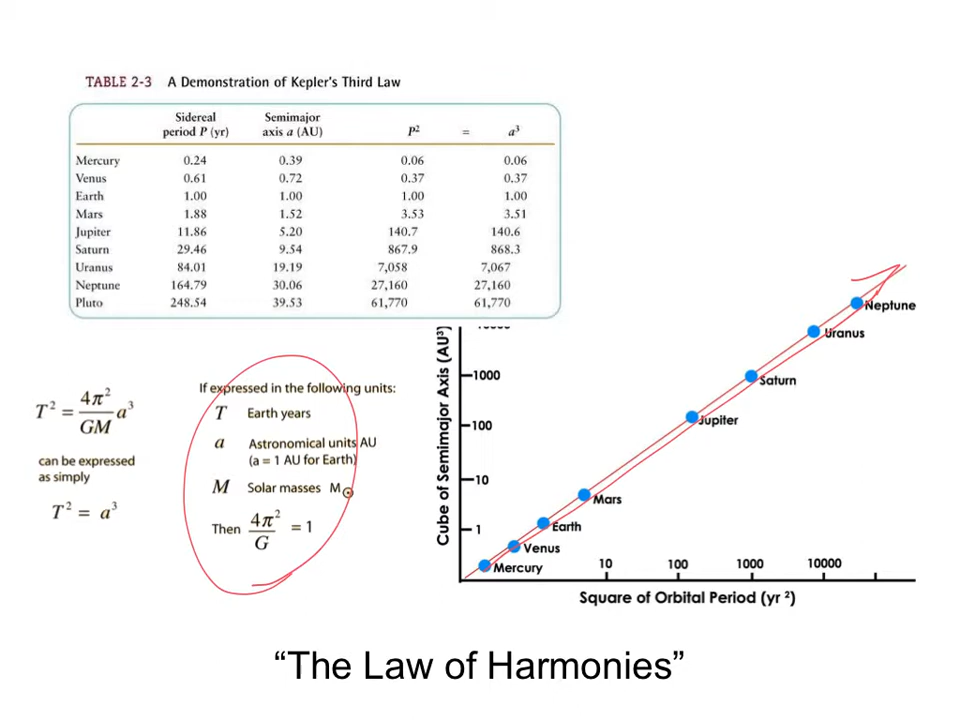 TABLE 2-3 A Demonstration of Kepler's Third Law
Sidereal period P (yr) Semimajor axis a (AU) P² = a³
Mercury 0.24 0.39 0.06 0.06
Venus 0.61 0.72 0.37 0.37
Earth 1.00 1.00 1.00 1.00
Mars 1.88 1.52 3.53 3.51
Jupiter 11.86 5.20 140.7 140.6
Saturn 29.46 9.54 867.9 868.3
Uranus 84.01 19.19 7,058 7,067
Neptune 164.79 30.06 27,160 27,160
Pluto 248.54 39.53 61,770 61,770
T² = 4π²/GM a³
can be expressed
as simply
T² = a³
If expressed in the following units:
T Earth years
a Astronomical units AU
(a = 1 AU for Earth)
M Solar masses M⊙
Then 4π²/G = 1
Cube of Semimajor Axis (AU³)
1000
100
10
1
Neptune
Uranus
Saturn
Jupiter
Mars
Earth
Venus
Mercury
10 100 1000 10000
Square of Orbital Period (yr ²)
“The Law of Harmonies”